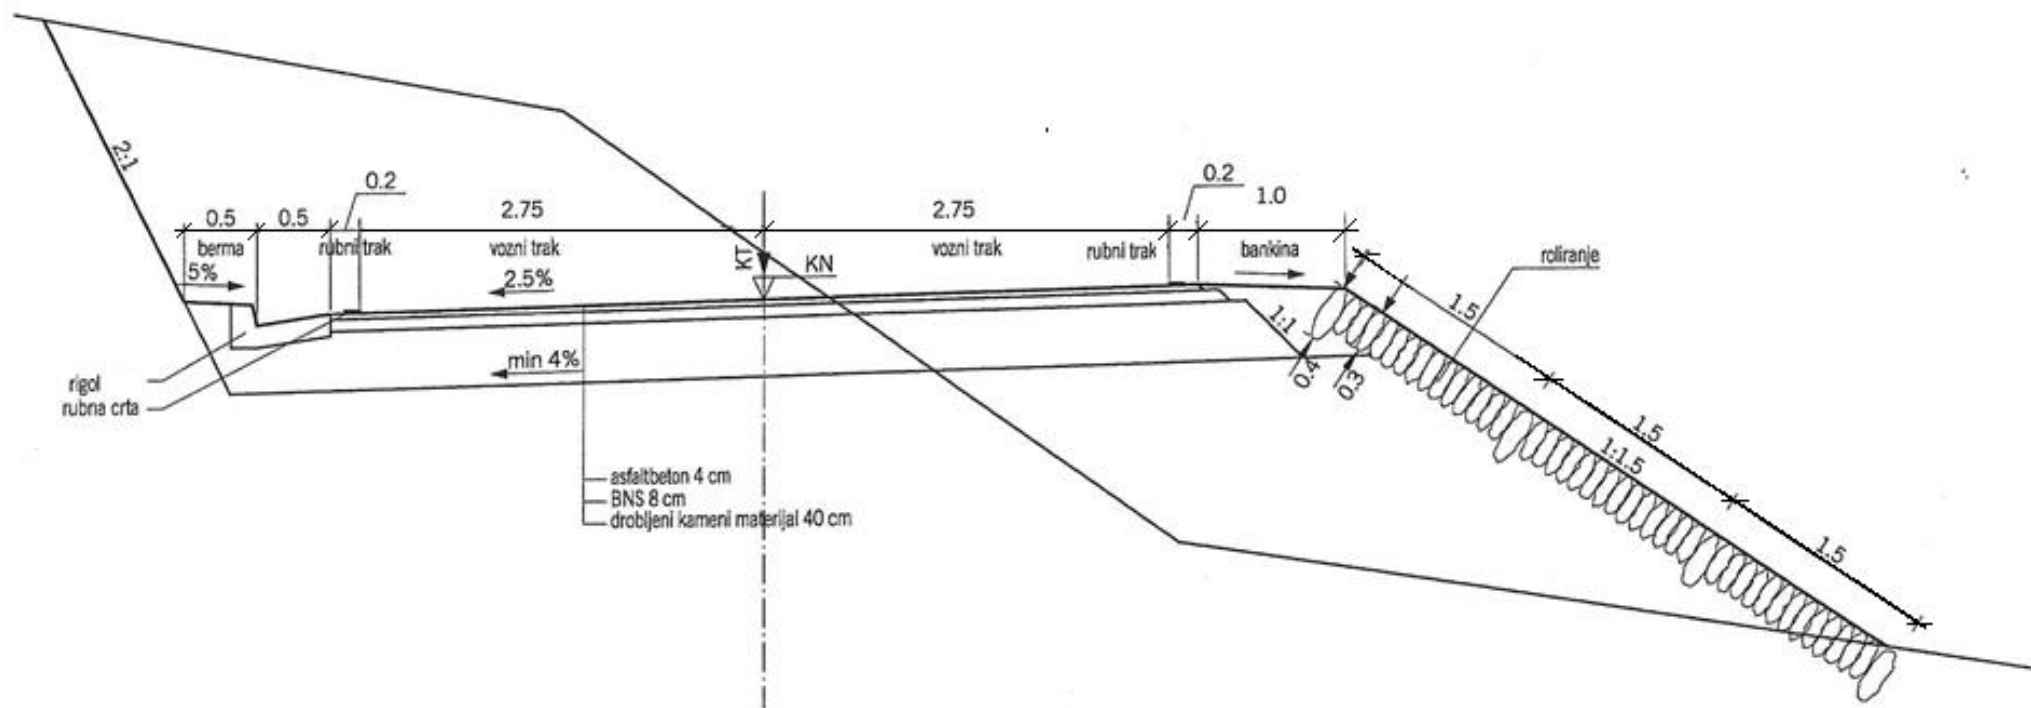 2:1
0.2
0.2
0.5
0.5
2.75
2.75
1.0
berma
rubni trak
vozni trak
vozni trak
rubni trak
bankina
roliranje
5%
2.5%
KT
KN
1.5
1:1
min 4%
0.4
0.3
rigol
rubna crta
1.5
1:1.5
asfaltbeton 4 cm
BNS 8 cm
drobljeni kameni materijal 40 cm
1.5